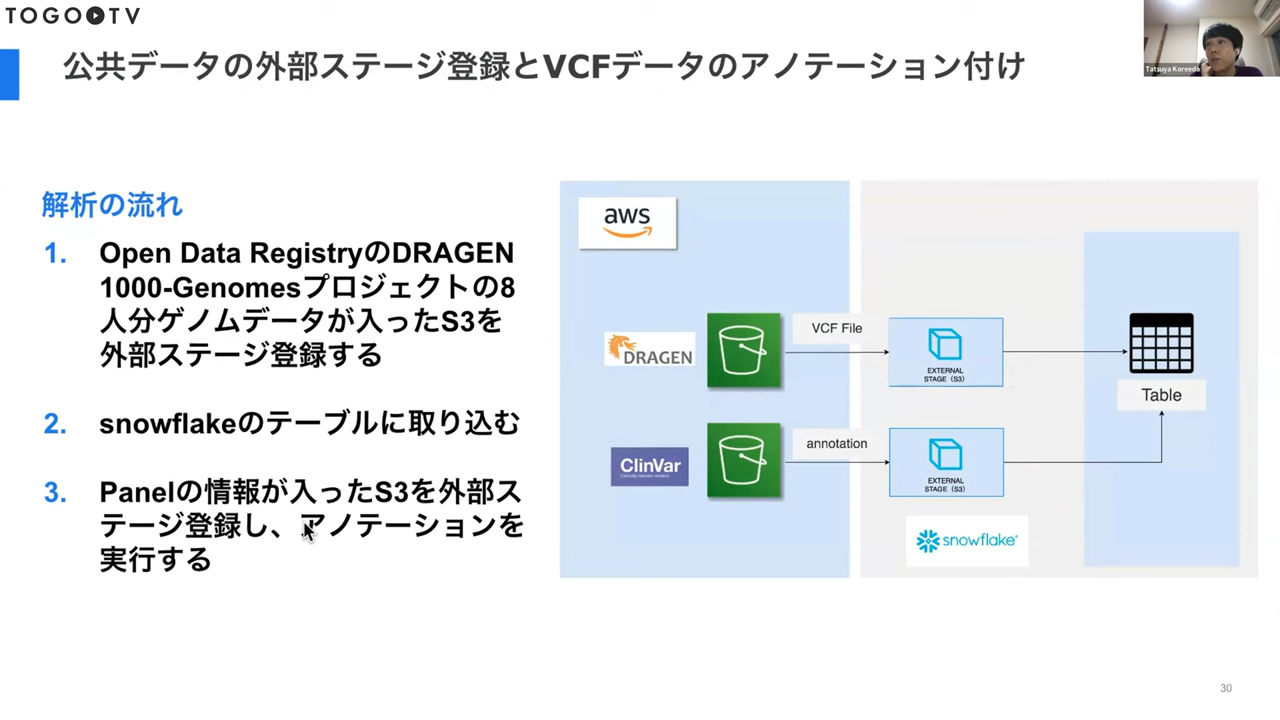 TOGO TV
公共データの外部ステージ登録とVCFデータのアノテーション付け
Tatsuya Koreeda
解析の流れ
1. Open Data RegistryのDRAGEN
1000-Genomesプロジェクトの8
人分ゲノムデータが入ったS3を
外部ステージ登録する
2. snowflakeのテーブルに取り込む
3. Panelの情報が入ったS3を外部ス
テージ登録し、アノテーションを
実行する
aws
DRAGEN
VCF File
EXTERNAL
STAGE (S3)
Table
ClinVar
annotation
EXTERNAL
STAGE (S3)
snowflake
30